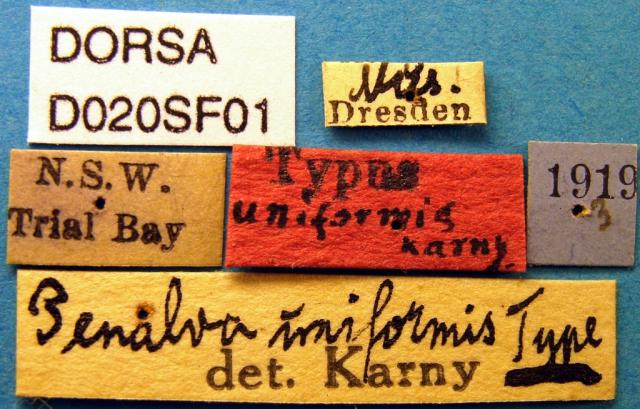 DORSA
D020SF01
Mus.
Dresden
N.S.W.
Trial Bay
Typus
uniformis
Karny.
1919
3
Benalva uniformis Type
det. Karny